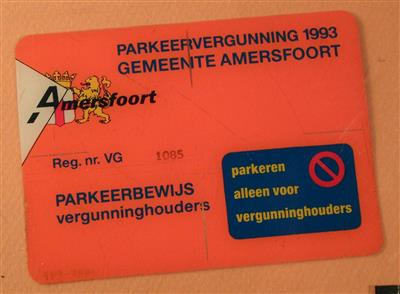 PARKEERVERGUNNING 1993
GEMEENTE AMERSFOORT
Amersfoort
Reg. nr. VG 1085
PARKEERBEWIJS
vergunninghouders
parkeren
alleen voor
vergunninghouders